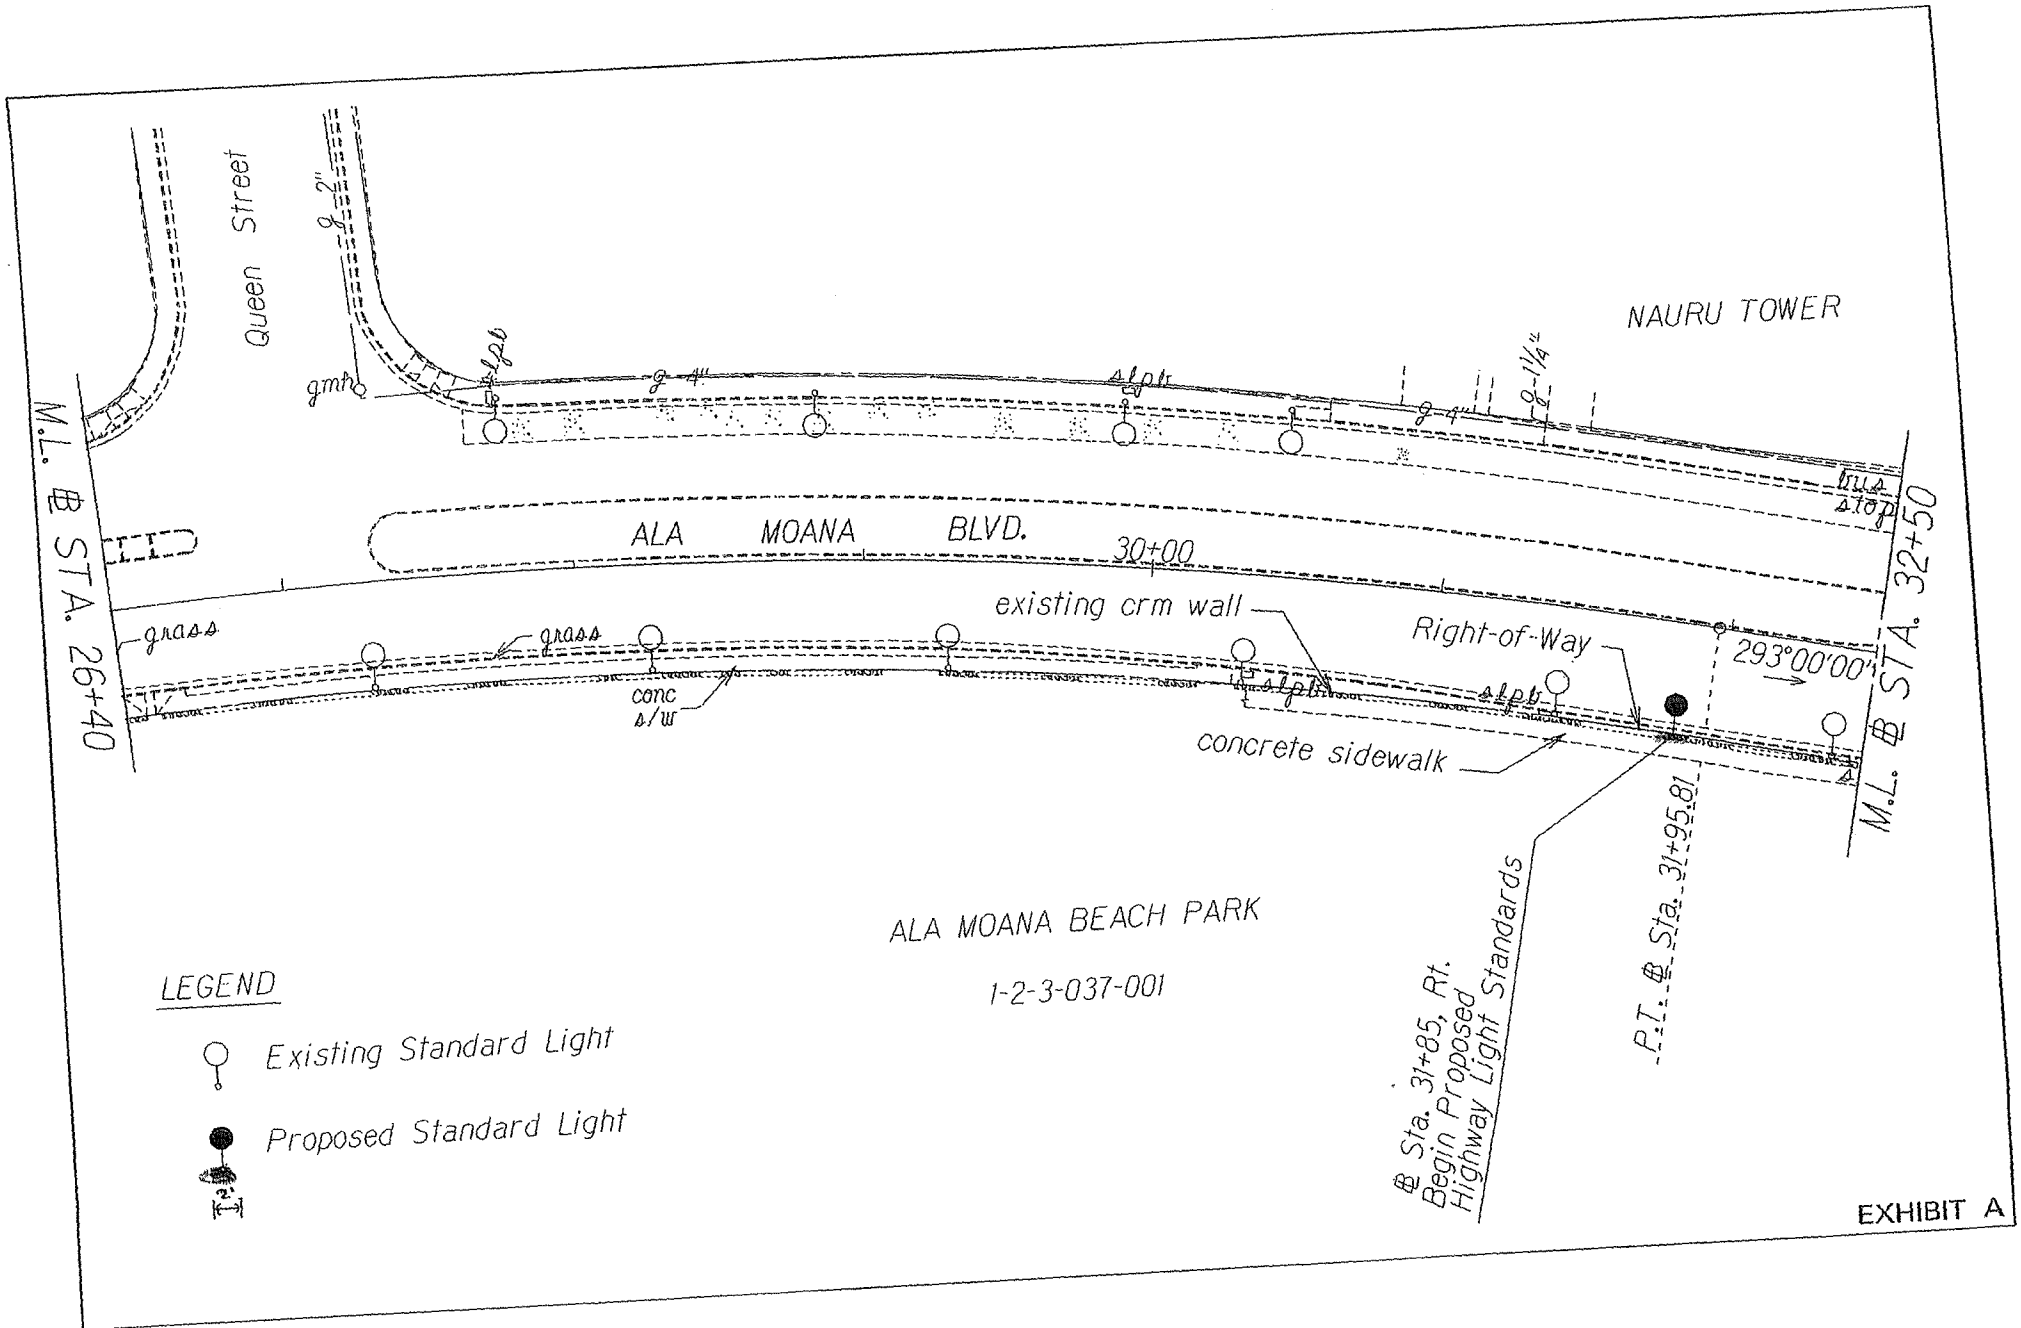 Queen Street
g 2"
gmh
slpb
g 4"
slpb
g 4"
g-1¼"
NAURU TOWER
bus
stop
M.L. B STA. 26+40
ALA MOANA BLVD.
30+00
M.L. B STA. 32+50
grass
grass
existing crm wall
Right-of-Way
293°00'00"
conc
s/w
slpb
slpb
concrete sidewalk
s
ALA MOANA BEACH PARK
1-2-3-037-001
B Sta. 31+85, Rt.
Begin Proposed
Highway Light Standards
P.T. B Sta. 31+95.81
LEGEND
Existing Standard Light
Proposed Standard Light
2'
EXHIBIT A